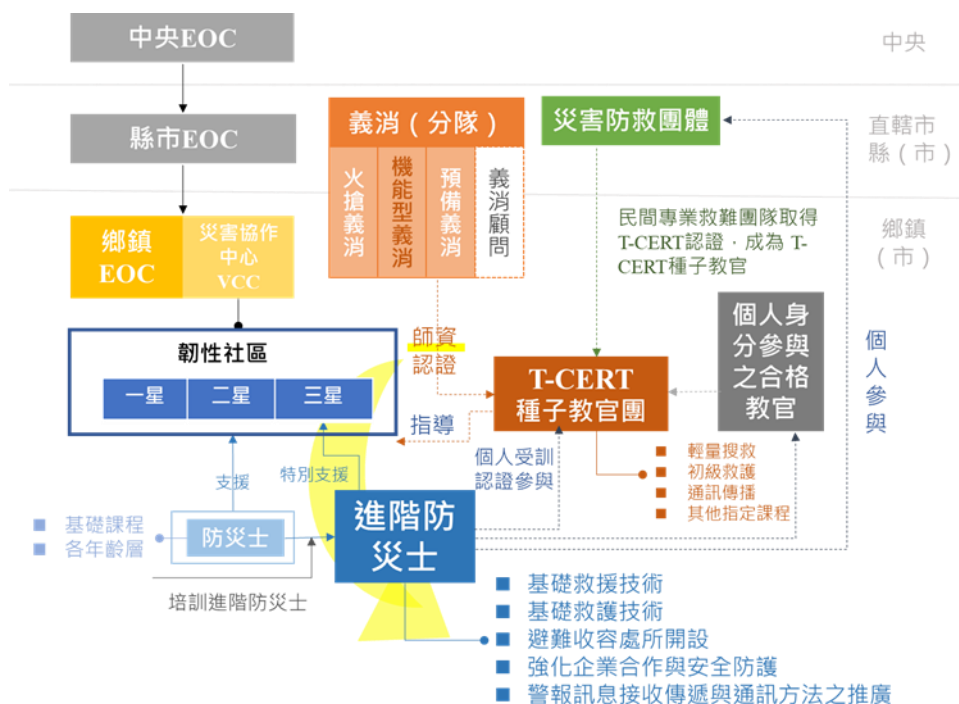 中央EOC
中央
縣市EOC
義消（分隊）
火搶義消
機能型義消
預備義消
義消顧問
災害防救團體
直轄市
縣（市）
鄉鎮
EOC
災害協作
中心
VCC
民間專業救難團隊取得
T-CERT認證，成為 T-
CERT種子教官
鄉鎮
（市）
韌性社區
一星
二星
三星
師資
認證
T-CERT
種子教官團
個人身
分參與
之合格
教官
個人參與
指導
支援
特別支援
個人受訓
認證參與
■ 輕量搜救
■ 初級救護
■ 通訊傳播
■ 其他指定課程
■ 基礎課程
■ 各年齡層
防災士
進階防
災士
培訓進階防災士
■ 基礎救援技術
■ 基礎救護技術
■ 避難收容處所開設
■ 強化企業合作與安全防護
■ 警報訊息接收傳遞與通訊方法之推廣